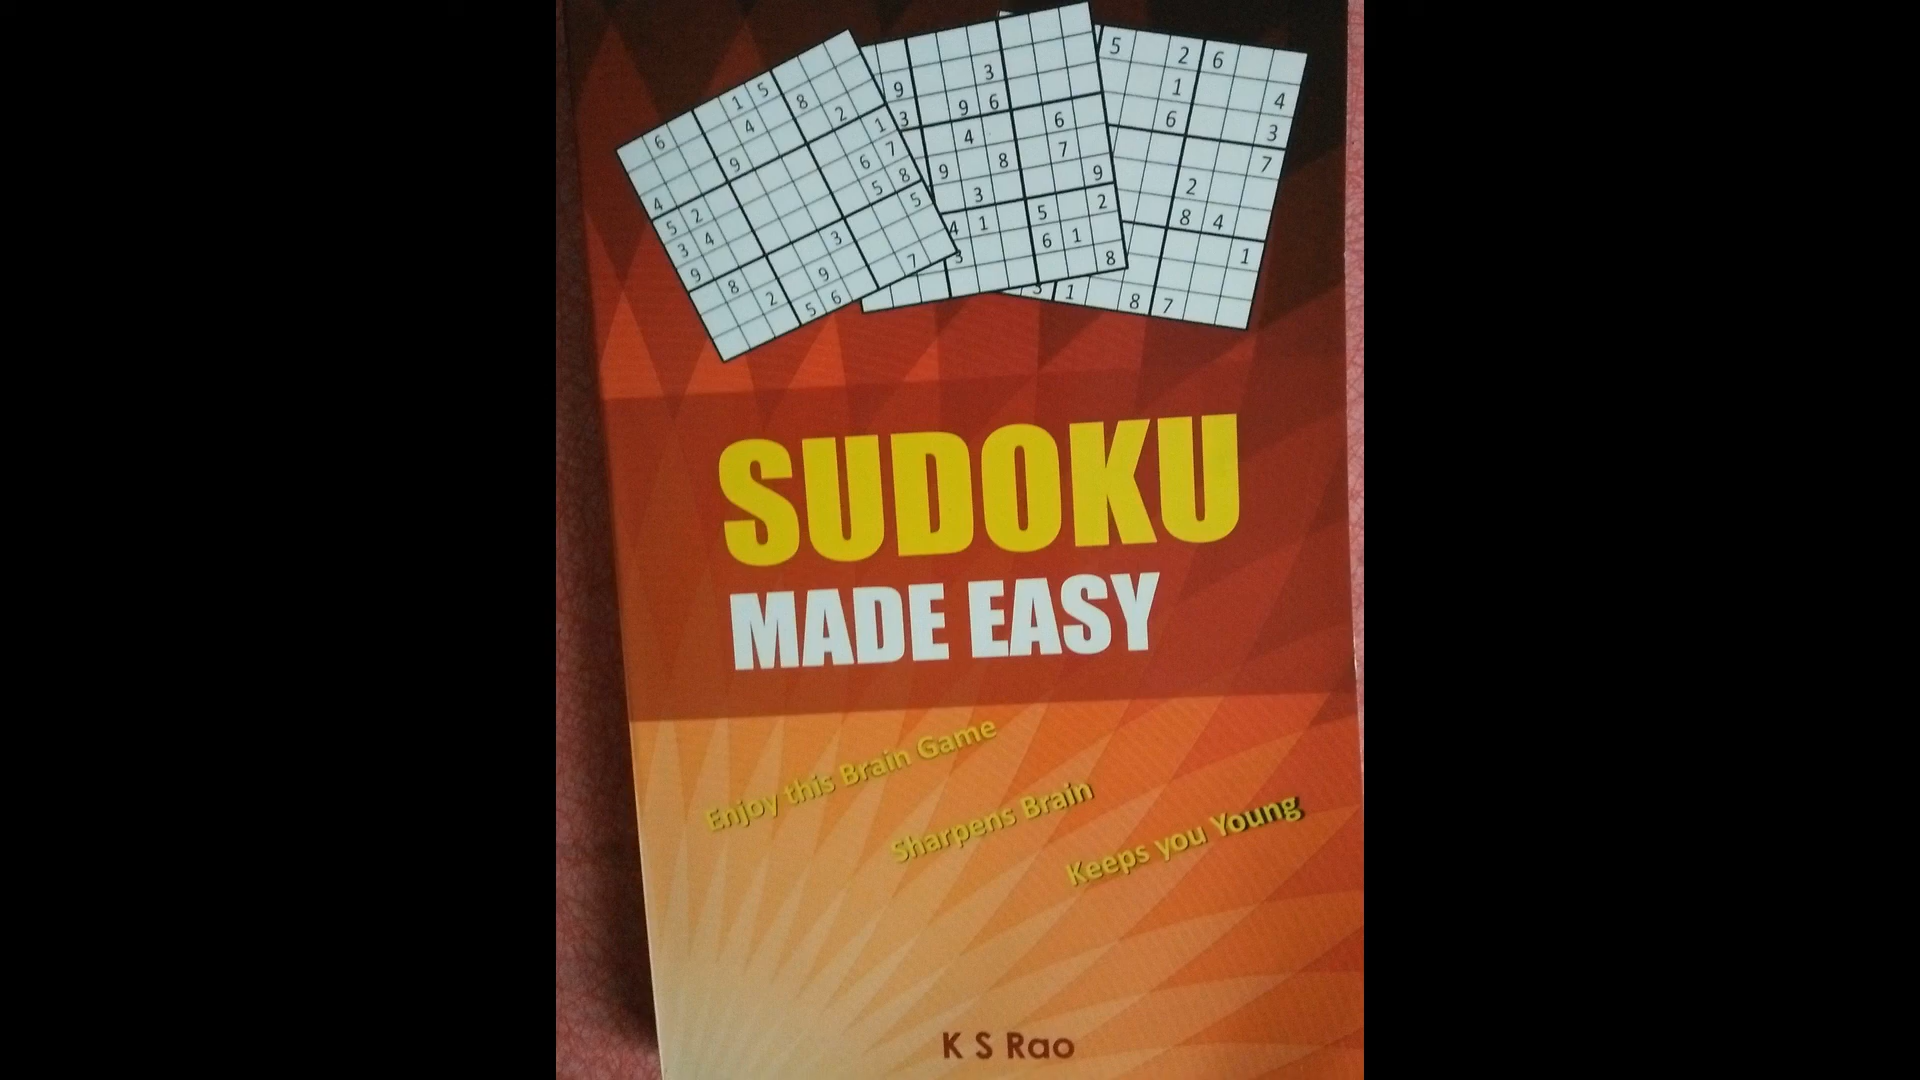 SUDOKU
MADE EASY
Enjoy this Brain Game
Sharpens Brain
Keeps you Young
K S Rao